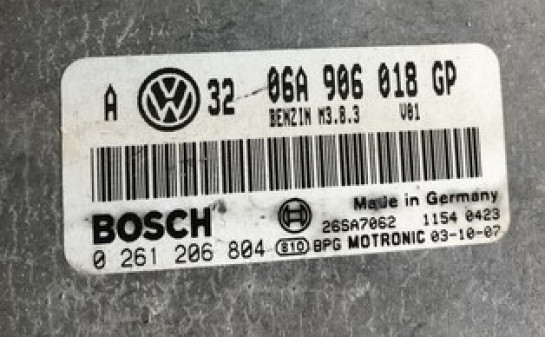 A VW 32 06A 906 018 GP
BENZIN M3.8.3 V01
Made in Germany
BOSCH 26SA7062 1154 0423
0 261 206 804 810 BPG MOTRONIC 03-10-07